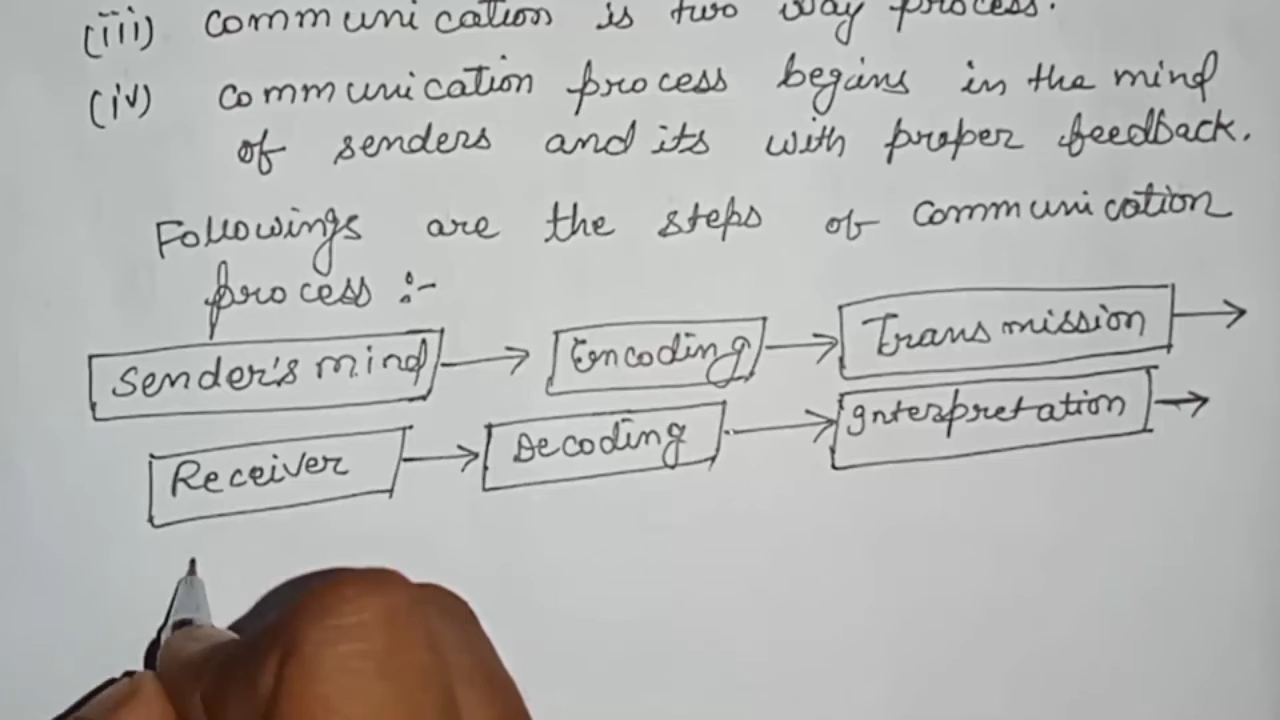 (iii) Communication is two way process.
(iv) Communication process begins in the mind
of senders and its with proper feedback.
Followings are the steps of communication
process :-
Sender's mind → Encoding → Transmission →
Receiver → Decoding → Interpretation →